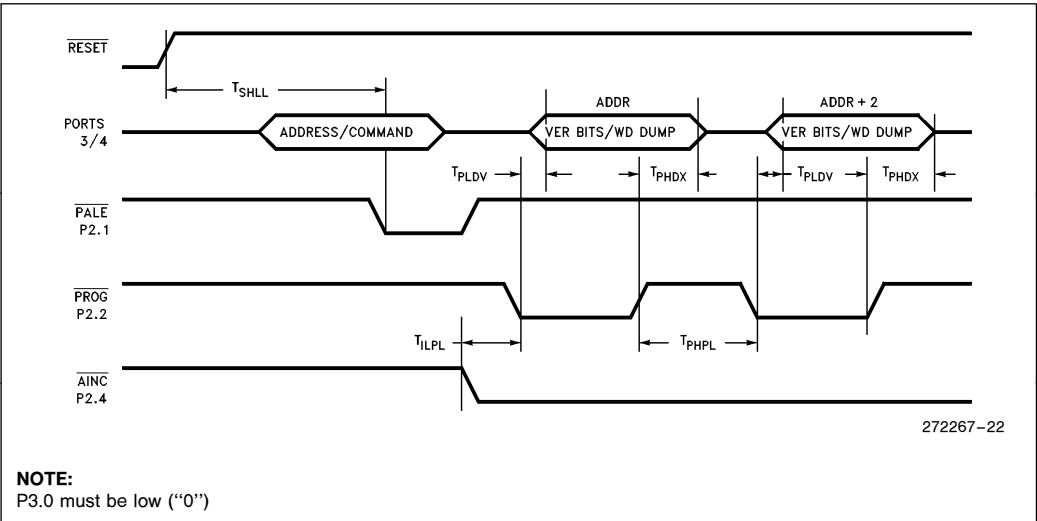 RESET
T_SHLL
ADDR
ADDR + 2
PORTS
3/4
ADDRESS/COMMAND
VER BITS/WD DUMP
VER BITS/WD DUMP
T_PLDV
T_PHDX
T_PLDV
T_PHDX
PALE
P2.1
PROG
P2.2
T_ILPL
T_PHPL
AINC
P2.4
272267–22
NOTE:
P3.0 must be low (‘‘0’’)